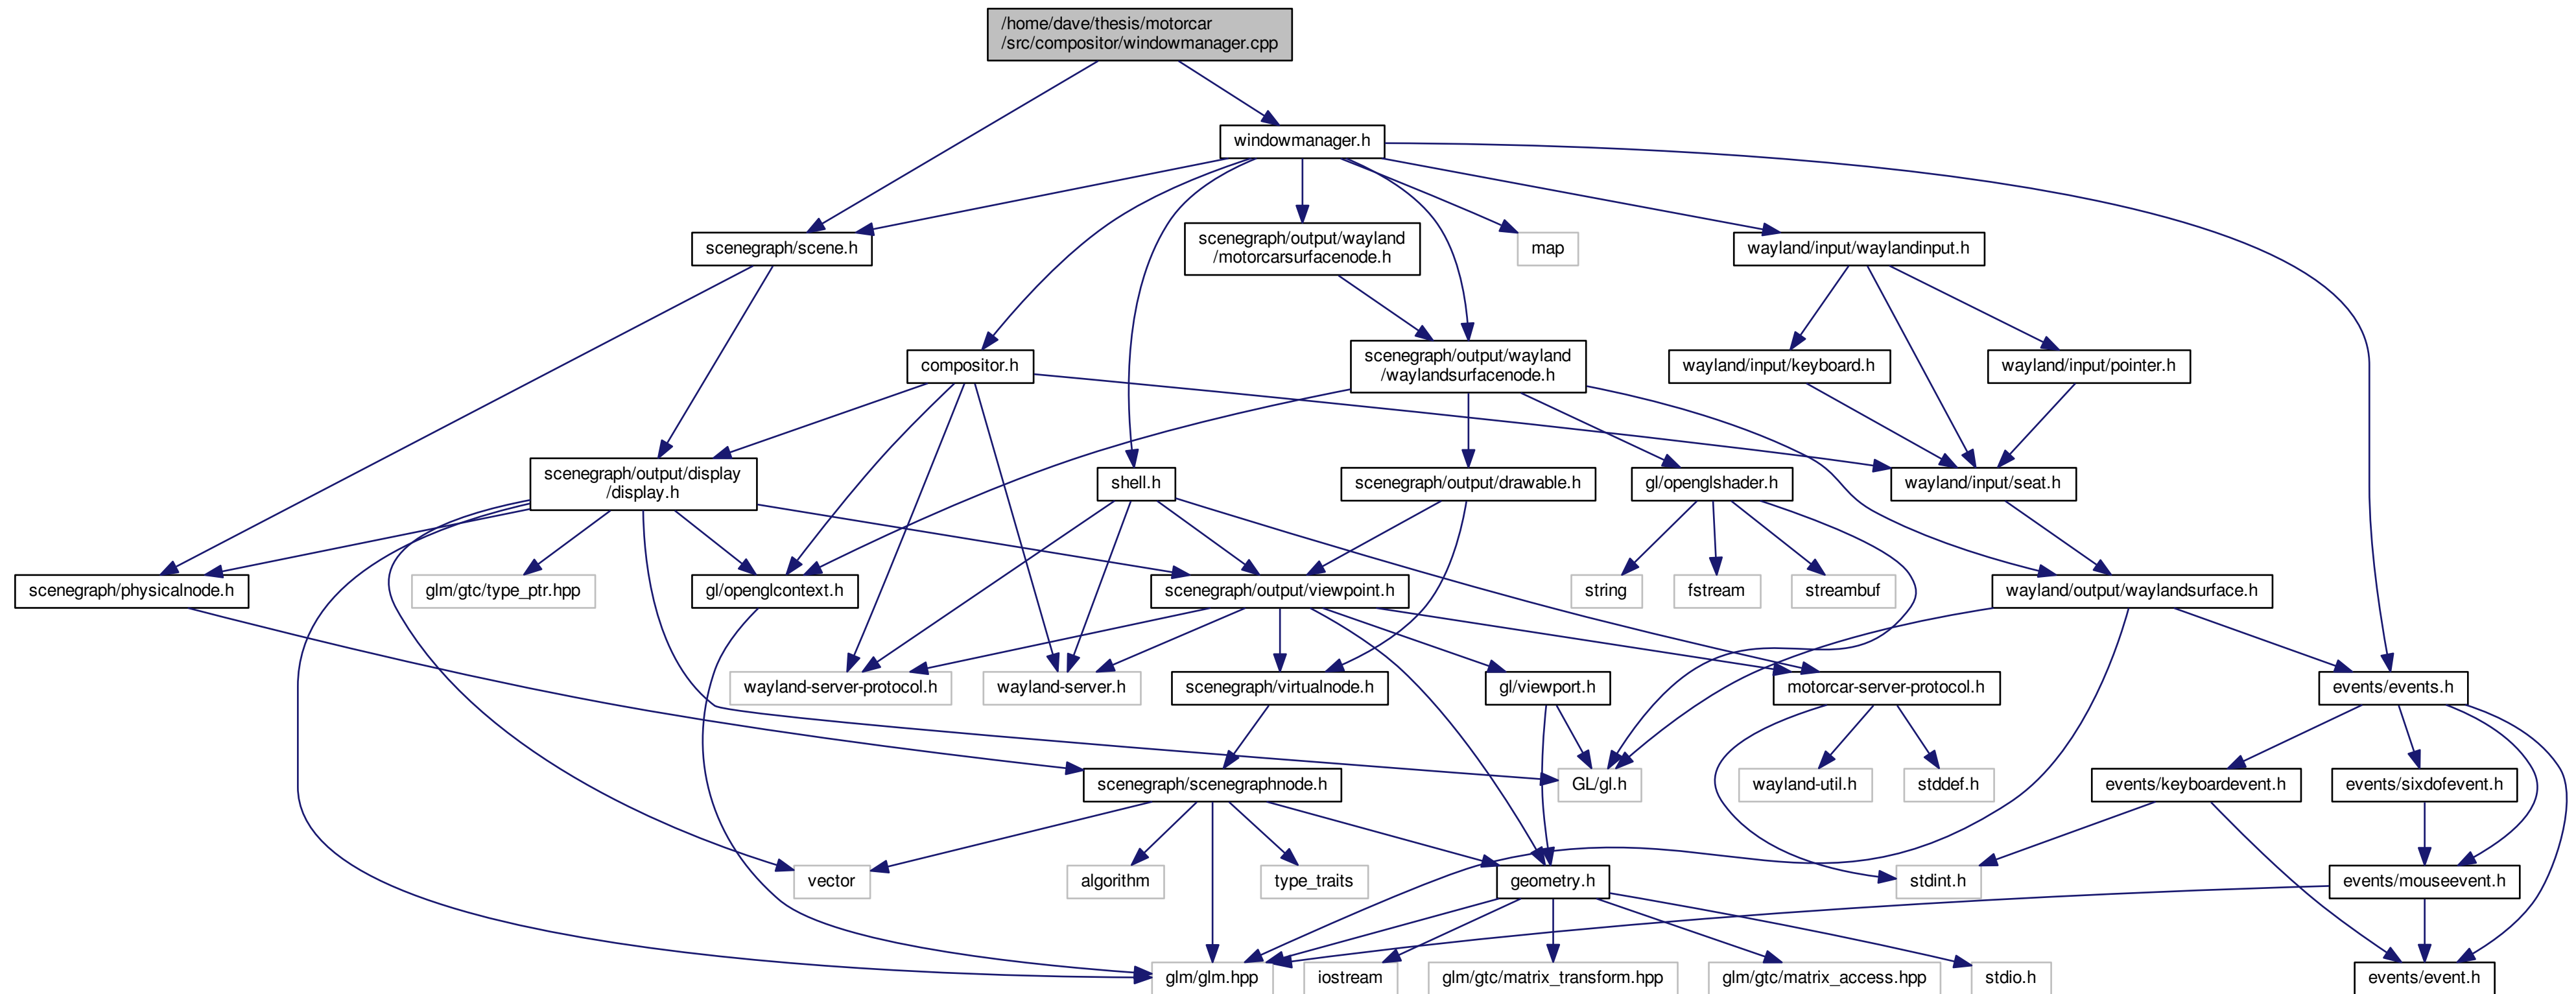 /home/dave/thesis/motorcar
/src/compositor/windowmanager.cpp
windowmanager.h
scenegraph/scene.h
scenegraph/output/wayland
/motorcarsurfacenode.h
map
wayland/input/waylandinput.h
compositor.h
scenegraph/output/wayland
/waylandsurfacenode.h
wayland/input/keyboard.h
wayland/input/pointer.h
scenegraph/output/display
/display.h
shell.h
scenegraph/output/drawable.h
gl/openglshader.h
wayland/input/seat.h
scenegraph/physicalnode.h
glm/gtc/type_ptr.hpp
gl/openglcontext.h
scenegraph/output/viewpoint.h
string
fstream
streambuf
wayland/output/waylandsurface.h
wayland-server-protocol.h
wayland-server.h
scenegraph/virtualnode.h
gl/viewport.h
motorcar-server-protocol.h
events/events.h
scenegraph/scenegraphnode.h
GL/gl.h
wayland-util.h
stddef.h
events/keyboardevent.h
events/sixdofevent.h
vector
algorithm
type_traits
geometry.h
stdint.h
events/mouseevent.h
glm/glm.hpp
iostream
glm/gtc/matrix_transform.hpp
glm/gtc/matrix_access.hpp
stdio.h
events/event.h